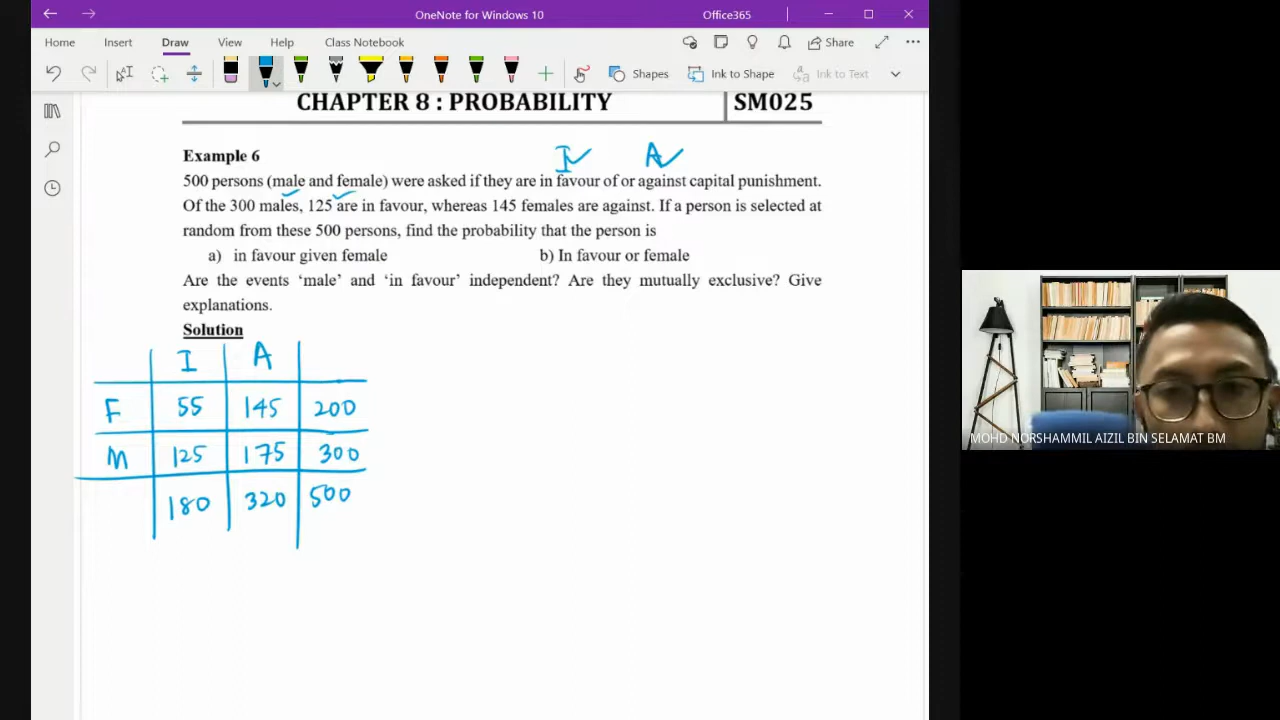 OneNote for Windows 10
Office365
Home Insert Draw View Help Class Notebook
Share
Shapes
Ink to Shape
Ink to Text
CHAPTER 8 : PROBABILITY SM025
I A
Example 6
500 persons (male and female) were asked if they are in favour of or against capital punishment.
Of the 300 males, 125 are in favour, whereas 145 females are against. If a person is selected at
random from these 500 persons, find the probability that the person is
a) in favour given female b) In favour or female
Are the events ‘male’ and ‘in favour’ independent? Are they mutually exclusive? Give
explanations.
Solution
I A
F 55 145 200
M 125 175 300
180 320 500
MOHD NORSHAMMIL AIZIL BIN SELAMAT BM